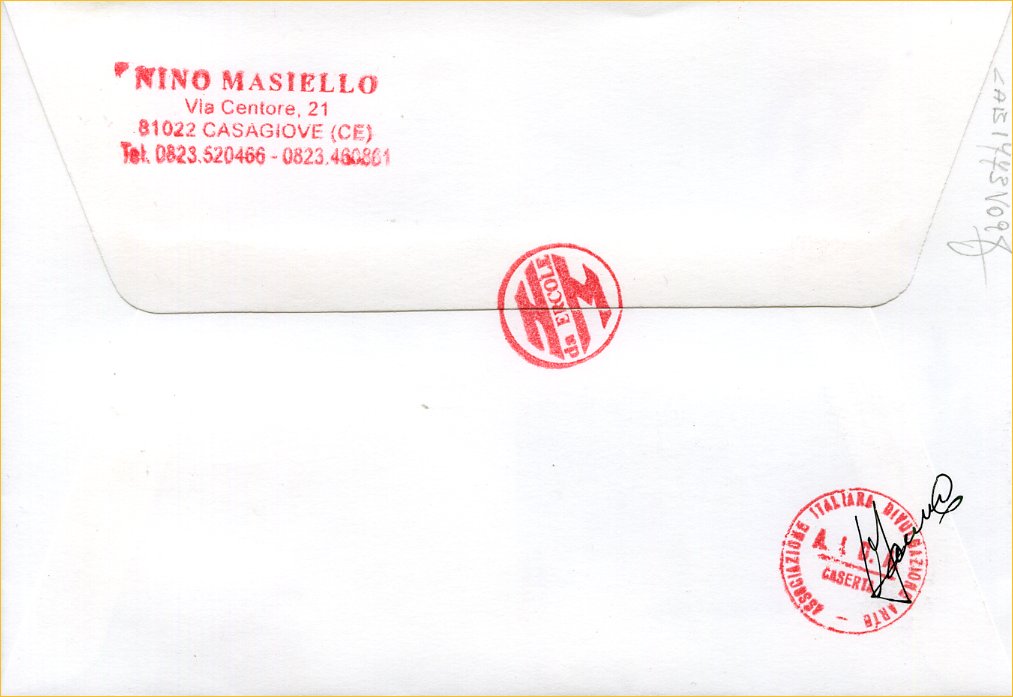 NINO MASIELLO
Via Centore, 21
81022 CASAGIOVE (CE)
Tel. 0823.520466 - 0823.460861
NM
da ERCOLE
ASSOCIAZIONE ITALIANA DIVULGAZIONE ARTE -
A.I.D.A.
CASERTA